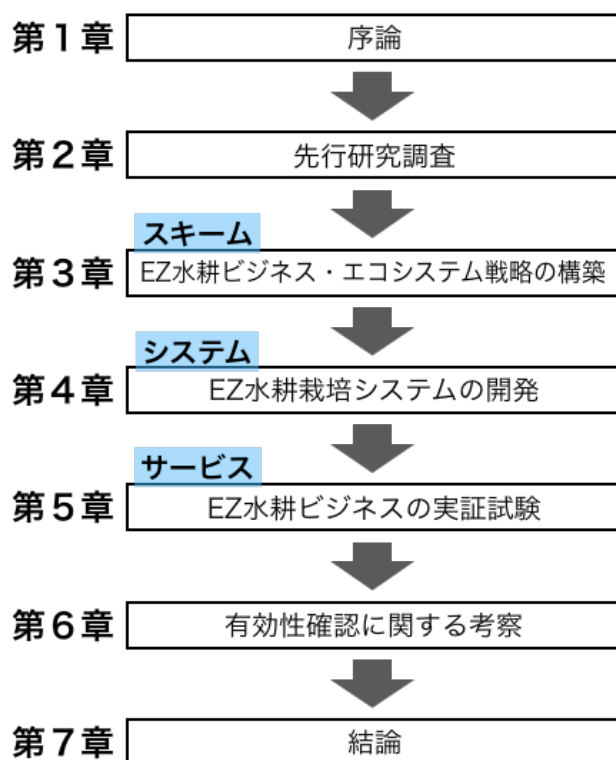 第1章 序論
第2章 先行研究調査
スキーム
第3章 EZ水耕ビジネス・エコシステム戦略の構築
システム
第4章 EZ水耕栽培システムの開発
サービス
第5章 EZ水耕ビジネスの実証試験
第6章 有効性確認に関する考察
第7章 結論